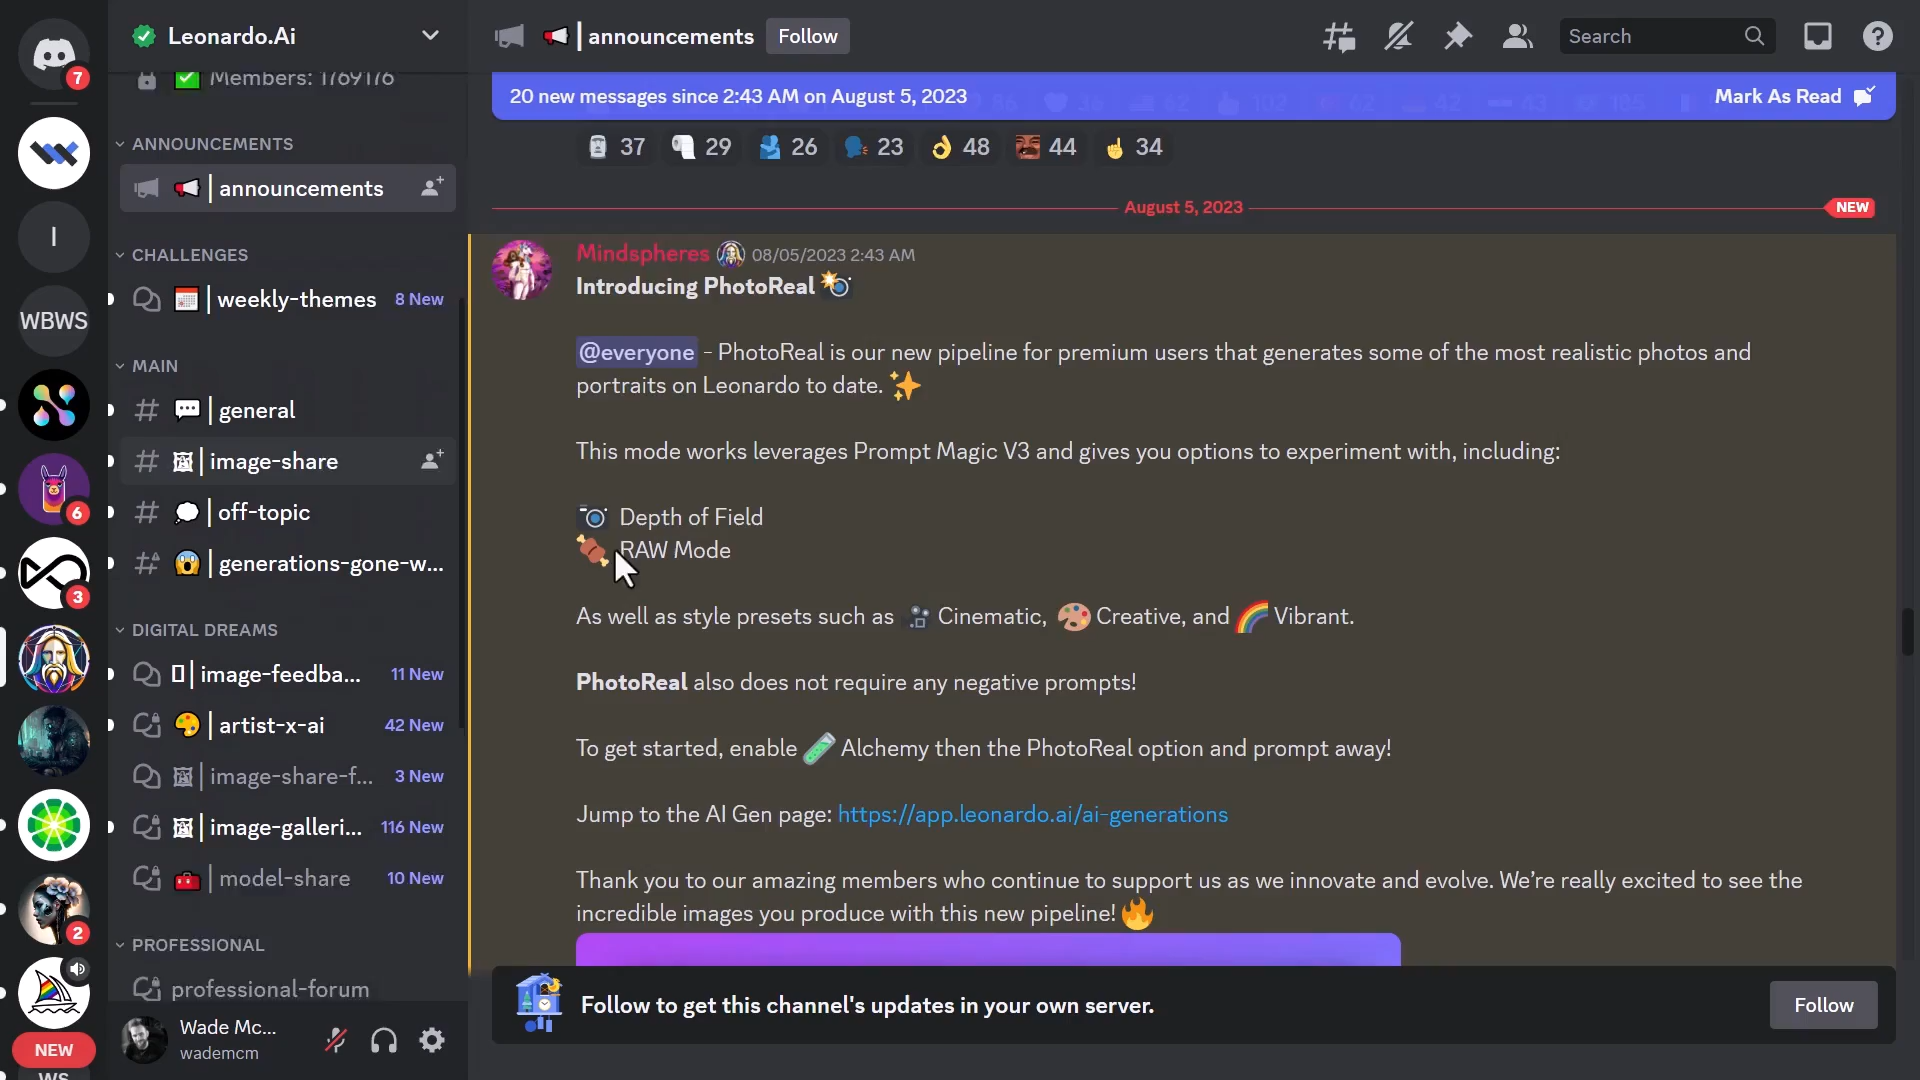 7
I
WBWS
6
3
2
NEW
WS
Leonardo.Ai
Members: 1769176
ANNOUNCEMENTS
| announcements
CHALLENGES
| weekly-themes 8 New
MAIN
| general
| image-share
| off-topic
| generations-gone-w...
DIGITAL DREAMS
| image-feedba... 11 New
| artist-x-ai 42 New
| image-share-f... 3 New
| image-galleri... 116 New
| model-share 10 New
PROFESSIONAL
professional-forum
Wade Mc...
wademcm
| announcements Follow
Search
20 new messages since 2:43 AM on August 5, 2023 Mark As Read
37 29 26 23 48 44 34
August 5, 2023 NEW
Mindspheres 08/05/2023 2:43 AM
Introducing PhotoReal
@everyone - PhotoReal is our new pipeline for premium users that generates some of the most realistic photos and
portraits on Leonardo to date.
This mode works leverages Prompt Magic V3 and gives you options to experiment with, including:
Depth of Field
RAW Mode
As well as style presets such as Cinematic, Creative, and Vibrant.
PhotoReal also does not require any negative prompts!
To get started, enable Alchemy then the PhotoReal option and prompt away!
Jump to the AI Gen page: https://app.leonardo.ai/ai-generations
Thank you to our amazing members who continue to support us as we innovate and evolve. We're really excited to see the
incredible images you produce with this new pipeline!
Follow to get this channel's updates in your own server. Follow